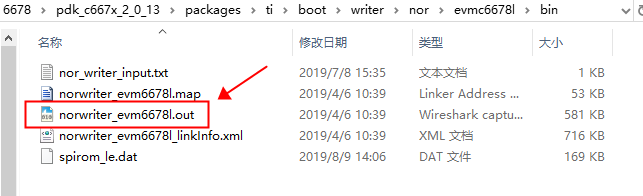 6678 › pdk_c667x_2_0_13 › packages › ti › boot › writer › nor › evmc6678l › bin
名称 修改日期 类型 大小
nor_writer_input.txt 2019/7/8 15:35 文本文档 1 KB
norwriter_evm6678l.map 2019/4/6 10:39 Linker Address ... 53 KB
norwriter_evm6678l.out 2019/4/6 10:39 Wireshark captu... 581 KB
norwriter_evm6678l_linkInfo.xml 2019/4/6 10:39 XML 文档 716 KB
spirom_le.dat 2019/8/9 14:06 DAT 文件 169 KB